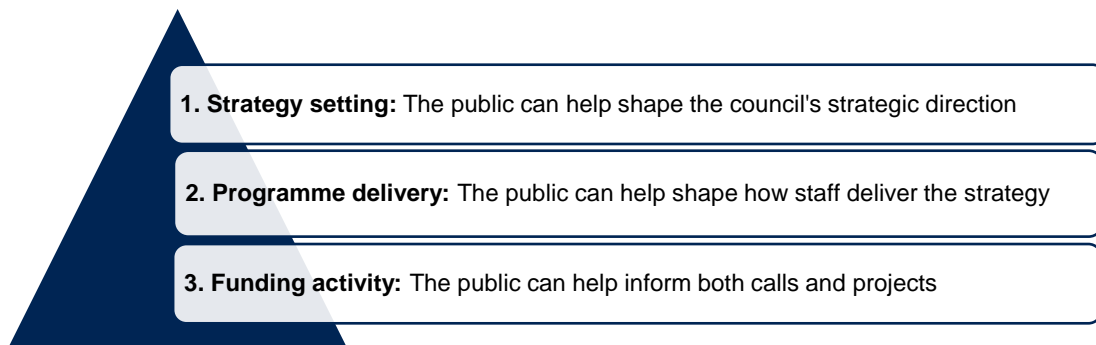 1. Strategy setting: The public can help shape the council's strategic direction
2. Programme delivery: The public can help shape how staff deliver the strategy
3. Funding activity: The public can help inform both calls and projects